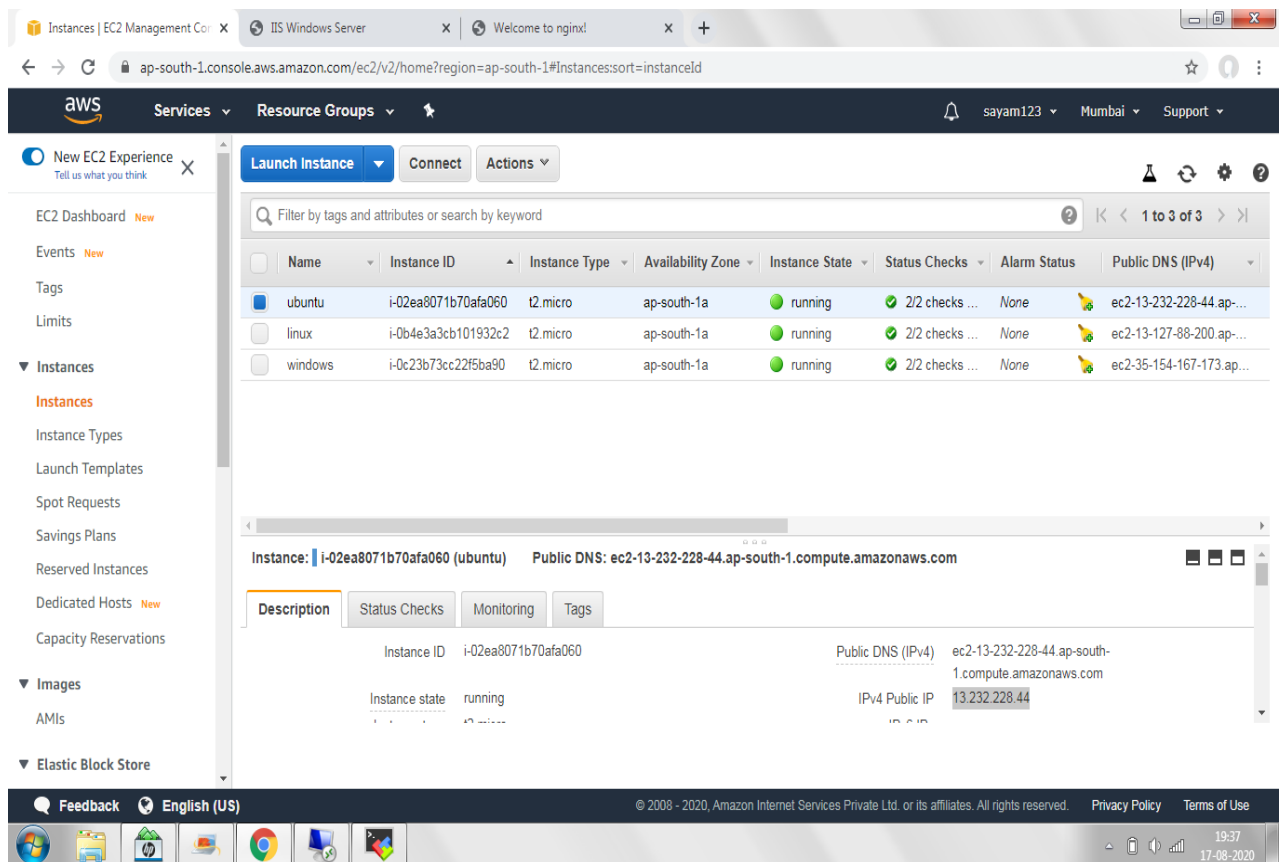 Instances | EC2 Management Cor
IIS Windows Server
Welcome to nginx!
ap-south-1.console.aws.amazon.com/ec2/v2/home?region=ap-south-1#Instances:sort=instanceId
aws Services Resource Groups sayam123 Mumbai Support
New EC2 Experience
Tell us what you think
EC2 Dashboard New
Events New
Tags
Limits
Instances
Instances
Instance Types
Launch Templates
Spot Requests
Savings Plans
Reserved Instances
Dedicated Hosts New
Capacity Reservations
Images
AMIs
Elastic Block Store
Launch Instance Connect Actions
Filter by tags and attributes or search by keyword
1 to 3 of 3
Name Instance ID Instance Type Availability Zone Instance State Status Checks Alarm Status Public DNS (IPv4)
ubuntu i-02ea8071b70afa060 t2.micro ap-south-1a running 2/2 checks ... None ec2-13-232-228-44.ap-...
linux i-0b4e3a3cb101932c2 t2.micro ap-south-1a running 2/2 checks ... None ec2-13-127-88-200.ap-...
windows i-0c23b73cc22f5ba90 t2.micro ap-south-1a running 2/2 checks ... None ec2-35-154-167-173.ap...
Instance: i-02ea8071b70afa060 (ubuntu) Public DNS: ec2-13-232-228-44.ap-south-1.compute.amazonaws.com
Description Status Checks Monitoring Tags
Instance ID i-02ea8071b70afa060
Public DNS (IPv4) ec2-13-232-228-44.ap-south-
1.compute.amazonaws.com
Instance state running
IPv4 Public IP 13.232.228.44
Feedback English (US) © 2008 - 2020, Amazon Internet Services Private Ltd. or its affiliates. All rights reserved. Privacy Policy Terms of Use
19:37
17-08-2020